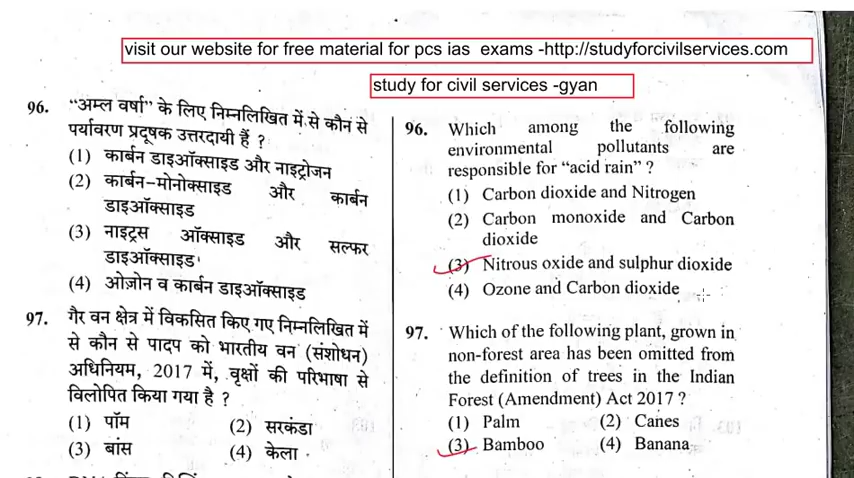 visit our website for free material for pcs ias exams -http://studyforcivilservices.com
study for civil services -gyan
96. "अम्ल वर्षा" के लिए निम्नलिखित में से कौन से
पर्यावरण प्रदूषक उत्तरदायी हैं ?
(1) कार्बन डाइऑक्साइड और नाइट्रोजन
(2) कार्बन-मोनोक्साइड और कार्बन
डाइऑक्साइड
(3) नाइट्रस ऑक्साइड और सल्फर
डाइऑक्साइड
(4) ओज़ोन व कार्बन डाइऑक्साइड
97. गैर वन क्षेत्र में विकसित किए गए निम्नलिखित में
से कौन से पादप को भारतीय वन (संशोधन)
अधिनियम, 2017 में, वृक्षों की परिभाषा से
विलोपित किया गया है ?
(1) पॉम (2) सरकंडा
(3) बांस (4) केला
96. Which among the following
environmental pollutants are
responsible for "acid rain" ?
(1) Carbon dioxide and Nitrogen
(2) Carbon monoxide and Carbon
dioxide
(3) Nitrous oxide and sulphur dioxide
(4) Ozone and Carbon dioxide
97. Which of the following plant, grown in
non-forest area has been omitted from
the definition of trees in the Indian
Forest (Amendment) Act 2017 ?
(1) Palm (2) Canes
(3) Bamboo (4) Banana